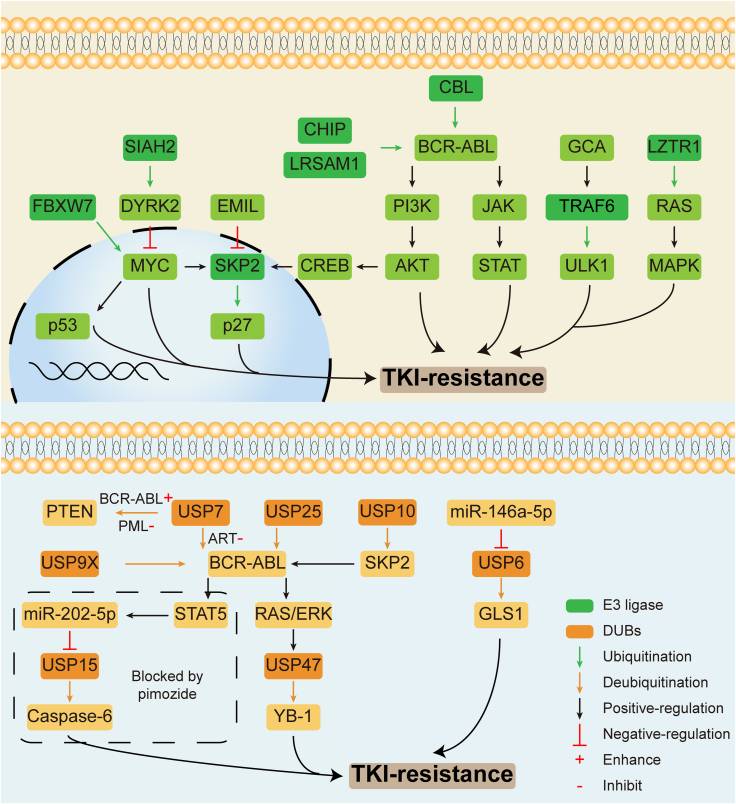 CBL
CHIP
LRSAM1
BCR-ABL
GCA
LZTR1
SIAH2
FBXW7
DYRK2
EMIL
PI3K
JAK
TRAF6
RAS
MYC
SKP2
CREB
AKT
STAT
ULK1
MAPK
p53
p27
TKI-resistance
PTEN
BCR-ABL+
PML-
USP7
USP25
USP10
miR-146a-5p
ART-
USP9X
BCR-ABL
SKP2
USP6
miR-202-5p
STAT5
RAS/ERK
GLS1
USP15
Blocked by
pimozide
USP47
Caspase-6
YB-1
TKI-resistance
E3 ligase
DUBs
Ubiquitination
Deubiquitination
Positive-regulation
Negative-regulation
+ Enhance
- Inhibit